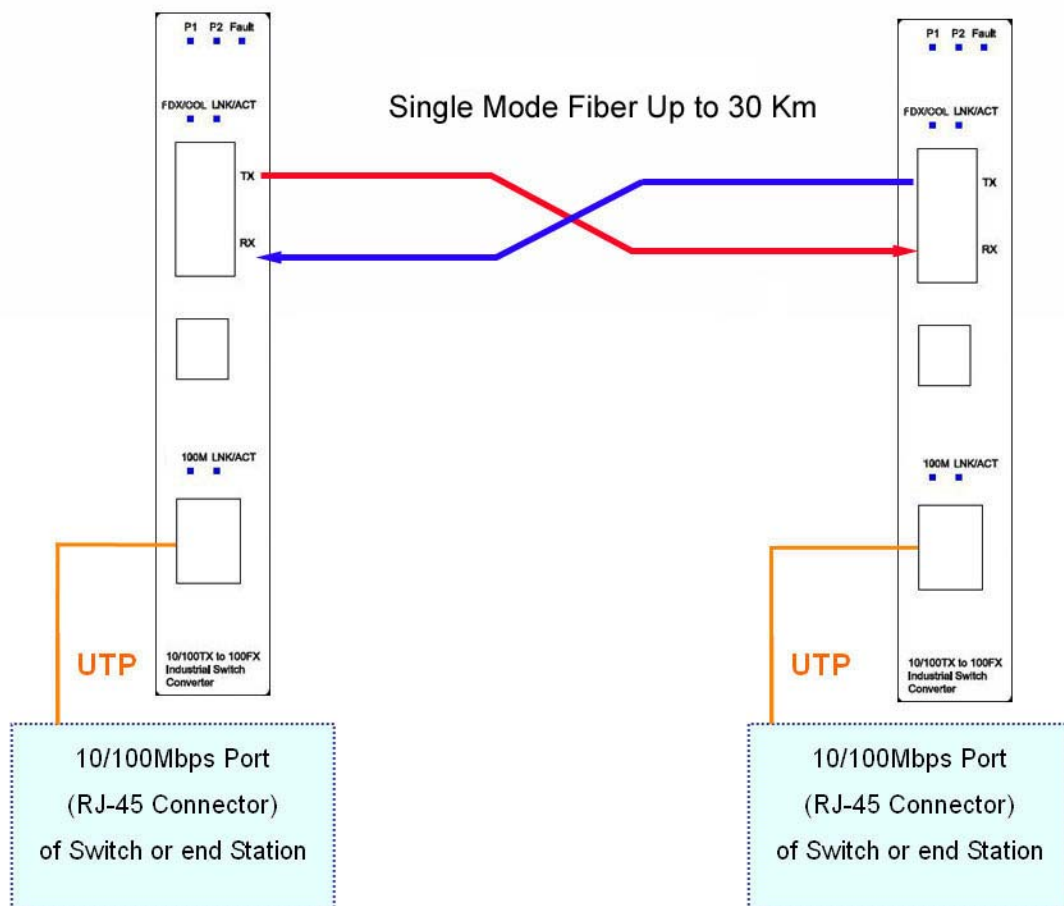 P1 P2 Fault
FDX/COL LNK/ACT
TX
RX
100M LNK/ACT
UTP
10/100TX to 100FX
Industrial Switch
Converter
10/100Mbps Port
(RJ-45 Connector)
of Switch or end Station
Single Mode Fiber Up to 30 Km
P1 P2 Fault
FDX/COL LNK/ACT
TX
RX
100M LNK/ACT
UTP
10/100TX to 100FX
Industrial Switch
Converter
10/100Mbps Port
(RJ-45 Connector)
of Switch or end Station